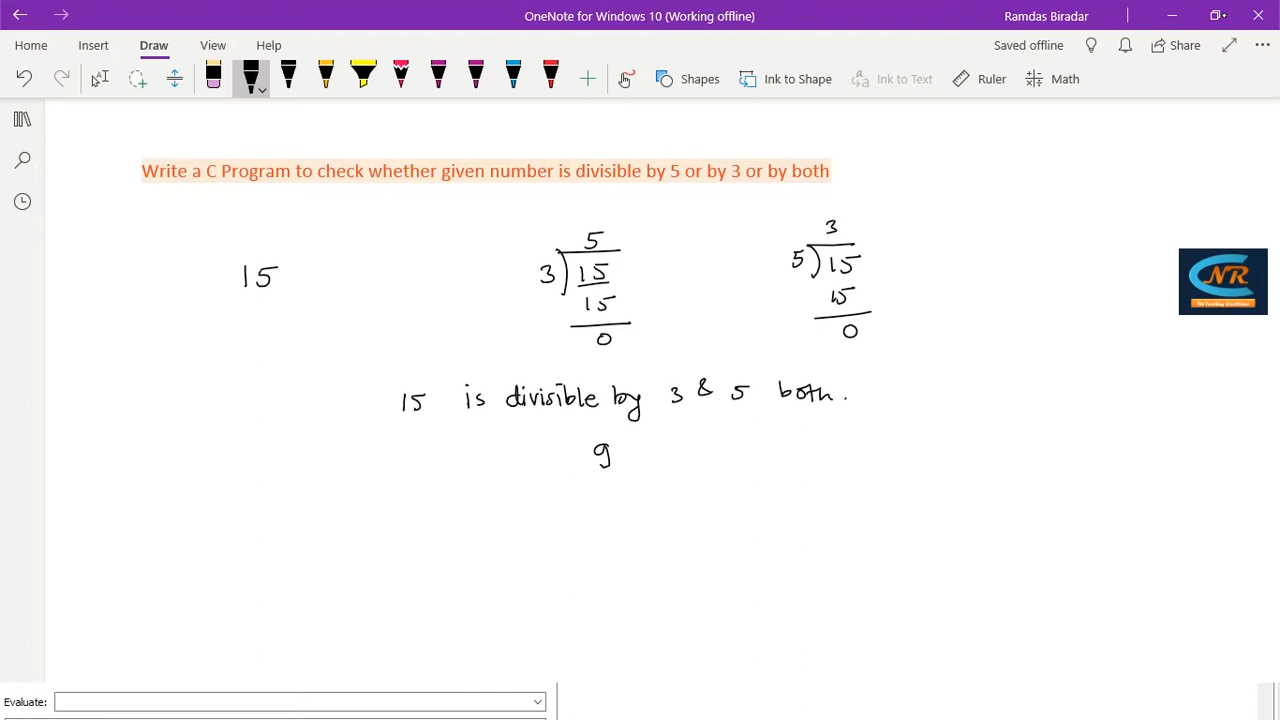 OneNote for Windows 10 (Working offline)
Ramdas Biradar
Home Insert Draw View Help
Saved offline Share
Shapes Ink to Shape Ink to Text Ruler Math
Write a C Program to check whether given number is divisible by 5 or by 3 or by both
15
5
3 ) 15
15
0
3
5 ) 15
15
0
15 is divisible by 3 & 5 both.
9
CNR
Evaluate: